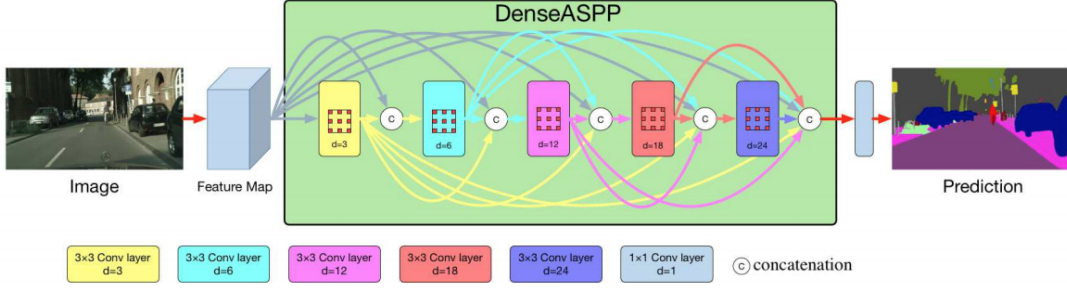 DenseASPP
d=3
C
d=6
C
d=12
C
d=18
C
d=24
C
Image
Feature Map
Prediction
3×3 Conv layer
d=3
3×3 Conv layer
d=6
3×3 Conv layer
d=12
3×3 Conv layer
d=18
3×3 Conv layer
d=24
1×1 Conv layer
d=1
C concatenation